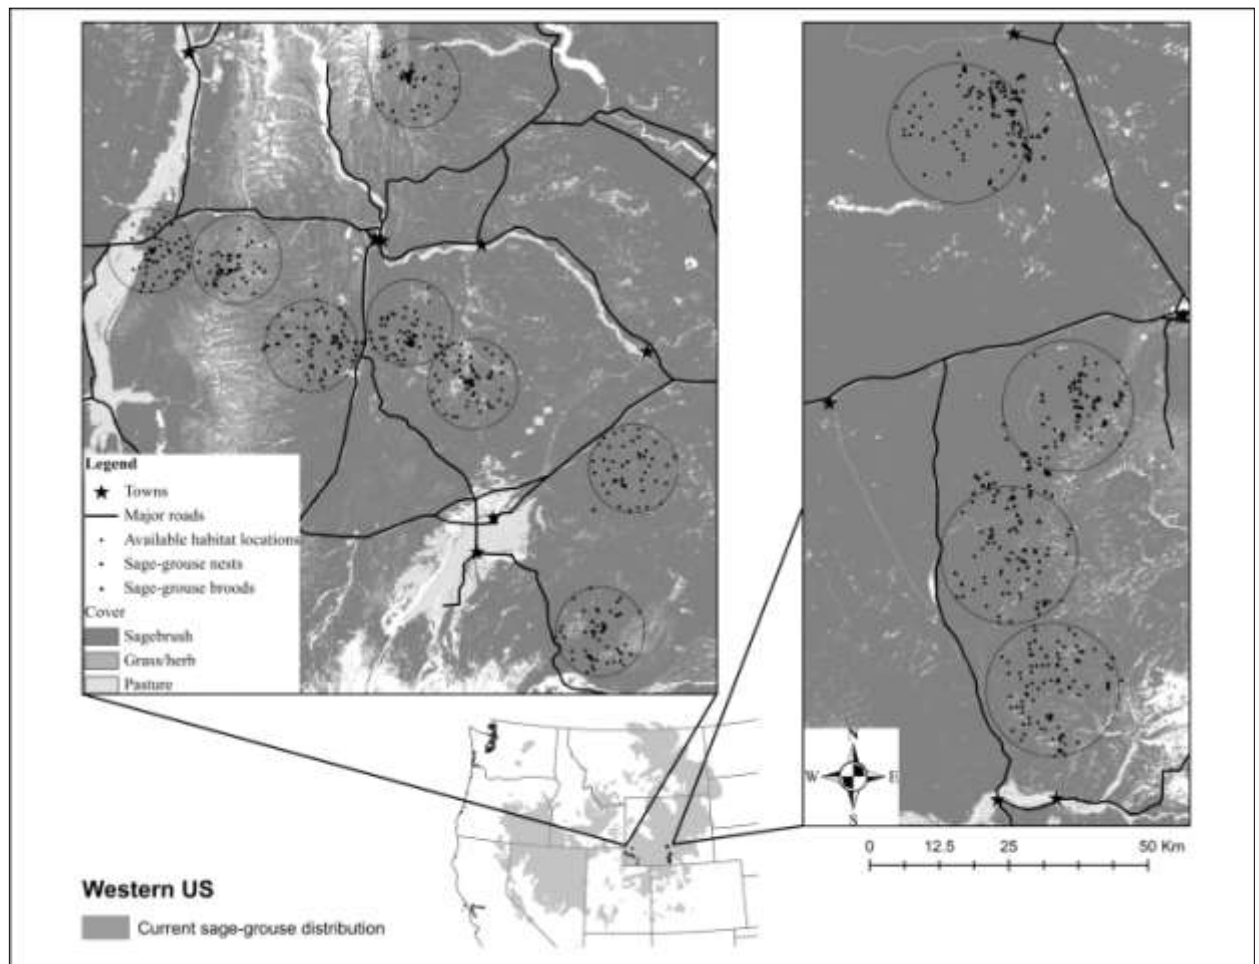 Legend
Towns
Major roads
Available habitat locations
Sage-grouse nests
Sage-grouse broods
Cover
Sagebrush
Grass/herb
Pasture
N
W E
S
0 12.5 25 50 Km
Western US
Current sage-grouse distribution